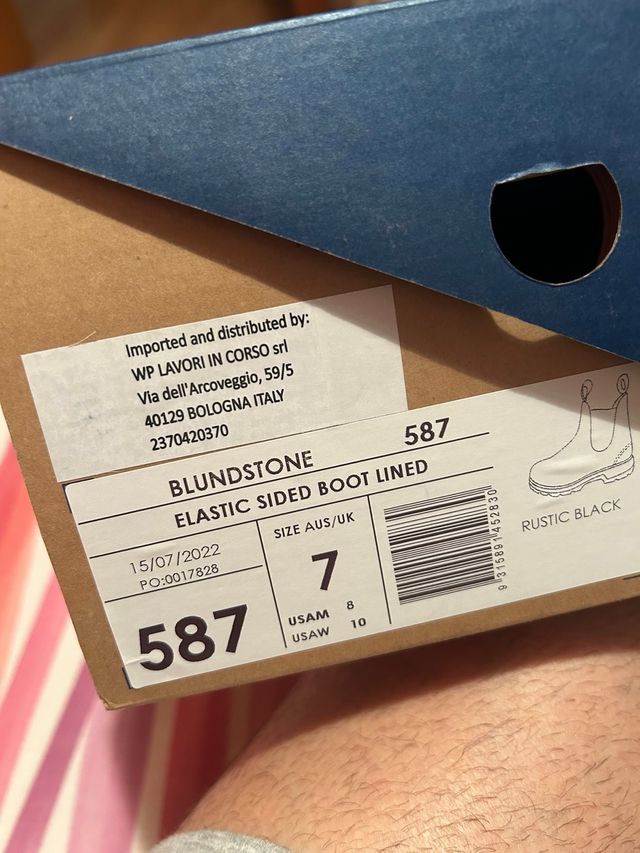 Imported and distributed by:
WP LAVORI IN CORSO srl
Via dell'Arcoveggio, 59/5
40129 BOLOGNA ITALY
2370420370
BLUNDSTONE 587
ELASTIC SIDED BOOT LINED
15/07/2022
PO:0017828
587
SIZE AUS/UK
7
USAM 8
USAW 10
9 315891 452830
RUSTIC BLACK